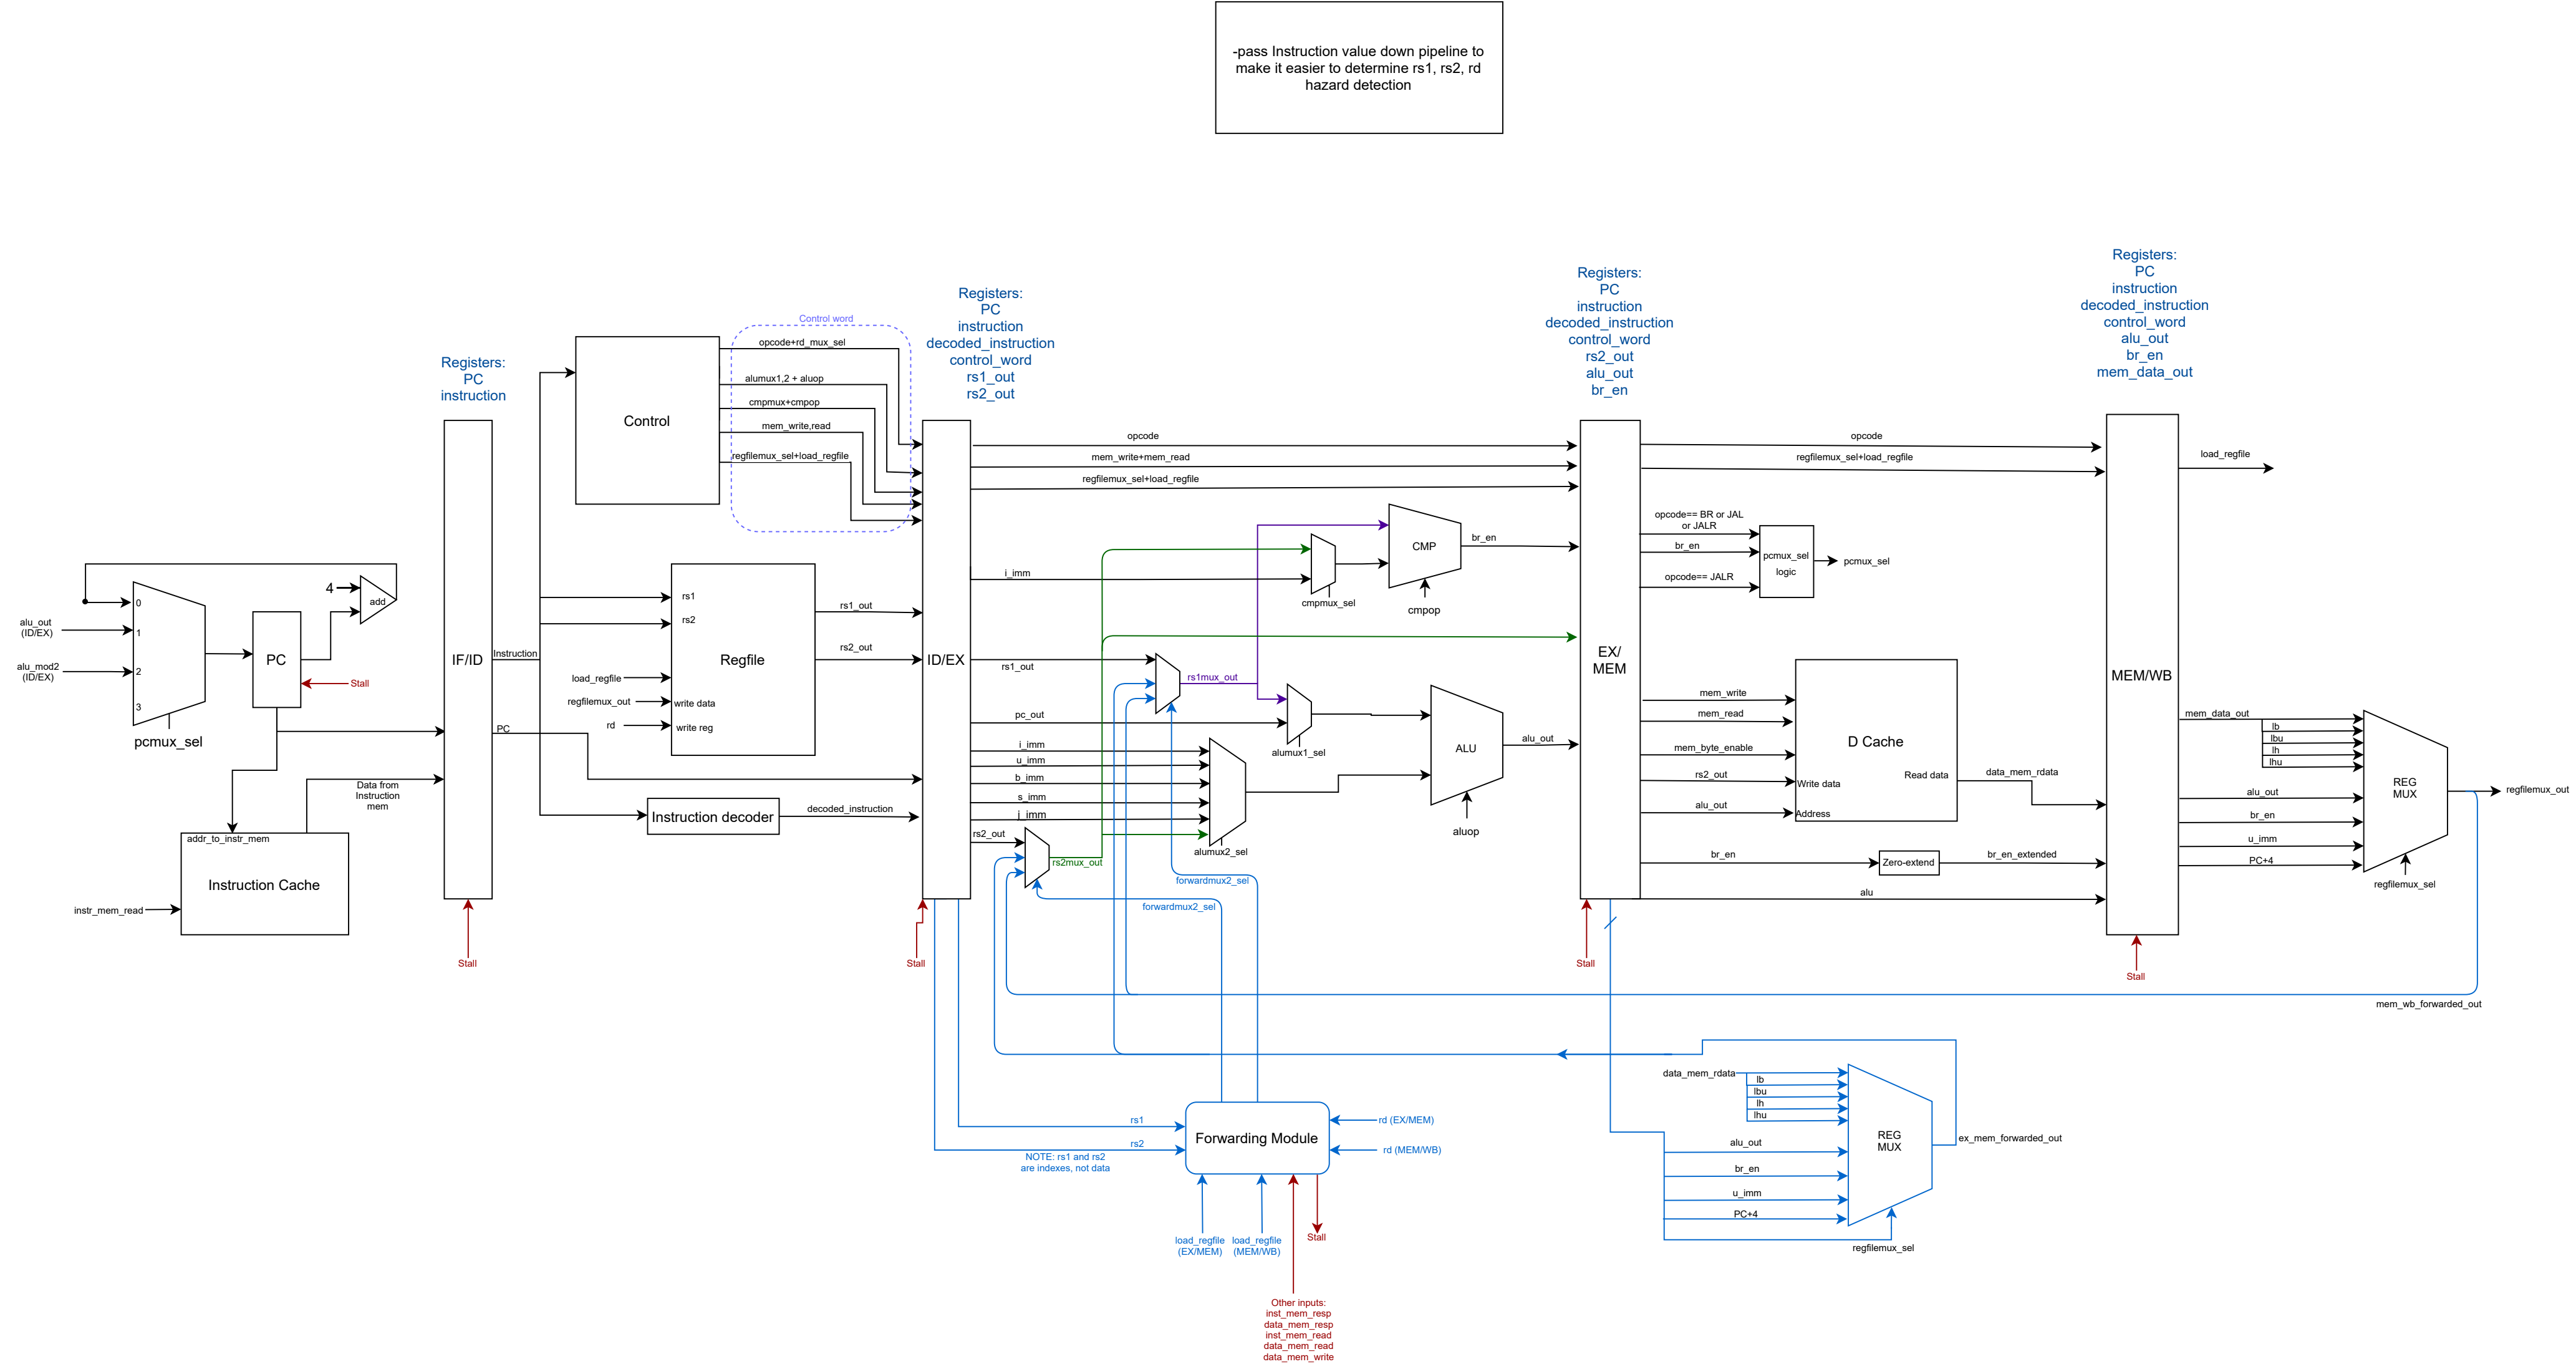 -pass Instruction value down pipeline to
make it easier to determine rs1, rs2, rd
hazard detection
Registers:
PC
instruction
Registers:
PC
instruction
decoded_instruction
control_word
rs1_out
rs2_out
Registers:
PC
instruction
decoded_instruction
control_word
rs2_out
alu_out
br_en
Registers:
PC
instruction
decoded_instruction
control_word
alu_out
br_en
mem_data_out
alu_out
(ID/EX)
alu_mod2
(ID/EX)
0
1
2
3
pcmux_sel
PC
4
add
Stall
addr_to_instr_mem
Instruction Cache
instr_mem_read
Data from
Instruction
mem
IF/ID
Stall
Instruction
PC
Control
Control word
opcode+rd_mux_sel
alumux1,2 + aluop
cmpmux+cmpop
mem_write,read
regfilemux_sel+load_regfile
rs1
rs2
Regfile
write data
write reg
load_regfile
regfilemux_out
rd
rs1_out
rs2_out
Instruction decoder
decoded_instruction
ID/EX
Stall
opcode
mem_write+mem_read
regfilemux_sel+load_regfile
i_imm
cmpmux_sel
CMP
cmpop
br_en
rs1_out
rs1mux_out
pc_out
alumux1_sel
i_imm
u_imm
b_imm
s_imm
j_imm
rs2_out
rs2mux_out
alumux2_sel
ALU
aluop
alu_out
forwardmux2_sel
forwardmux2_sel
EX/
MEM
Stall
opcode
regfilemux_sel+load_regfile
opcode== BR or JAL
or JALR
br_en
opcode== JALR
pcmux_sel
logic
pcmux_sel
mem_write
mem_read
mem_byte_enable
rs2_out
alu_out
D Cache
Write data
Address
Read data
data_mem_rdata
br_en
Zero-extend
br_en_extended
alu
MEM/WB
Stall
load_regfile
mem_data_out
lb
lbu
lh
lhu
alu_out
br_en
u_imm
PC+4
REG
MUX
regfilemux_sel
regfilemux_out
mem_wb_forwarded_out
rs1
rs2
NOTE: rs1 and rs2
are indexes, not data
Forwarding Module
rd (EX/MEM)
rd (MEM/WB)
load_regfile
(EX/MEM)
load_regfile
(MEM/WB)
Stall
Other inputs:
inst_mem_resp
data_mem_resp
inst_mem_read
data_mem_read
data_mem_write
data_mem_rdata
lb
lbu
lh
lhu
alu_out
br_en
u_imm
PC+4
REG
MUX
regfilemux_sel
ex_mem_forwarded_out